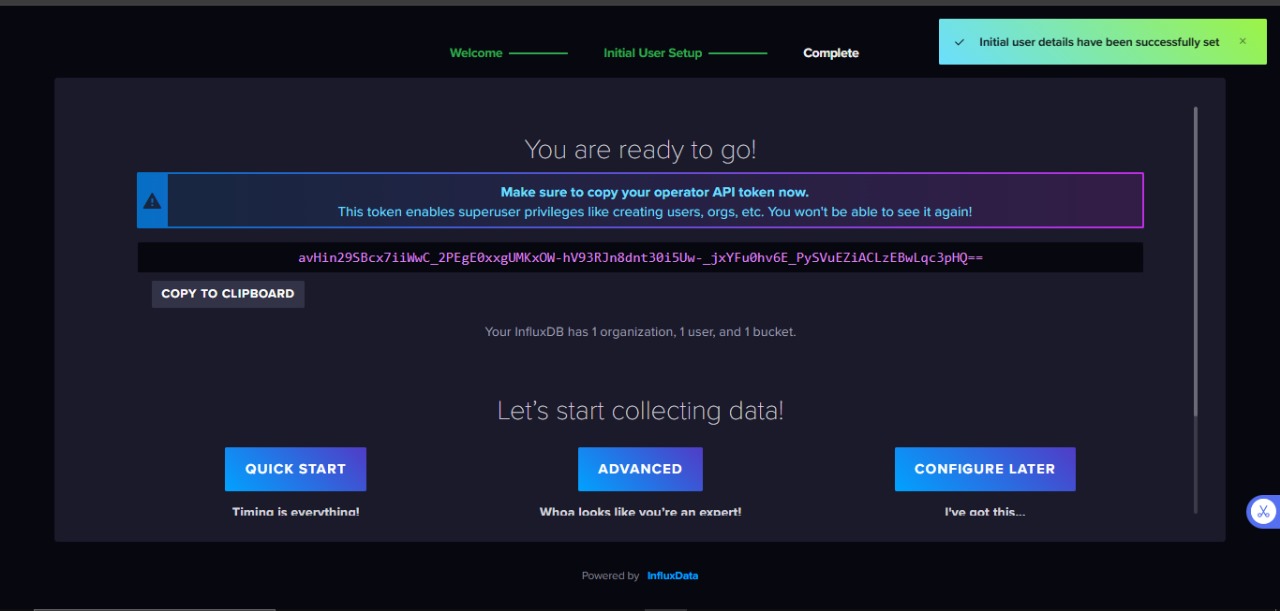 Welcome
Initial User Setup
Complete
Initial user details have been successfully set
You are ready to go!
Make sure to copy your operator API token now.
This token enables superuser privileges like creating users, orgs, etc. You won't be able to see it again!
avHin29SBcx7iiWwC_2PEgE0xxgUMKxOW-hV93RJn8dnt30i5Uw-_jxYFu0hv6E_PySVuEZiACLzEBwLqc3pHQ==
COPY TO CLIPBOARD
Your InfluxDB has 1 organization, 1 user, and 1 bucket.
Let's start collecting data!
QUICK START
ADVANCED
CONFIGURE LATER
Timing is everything!
Whoa looks like you're an expert!
I've got this...
Powered by InfluxData